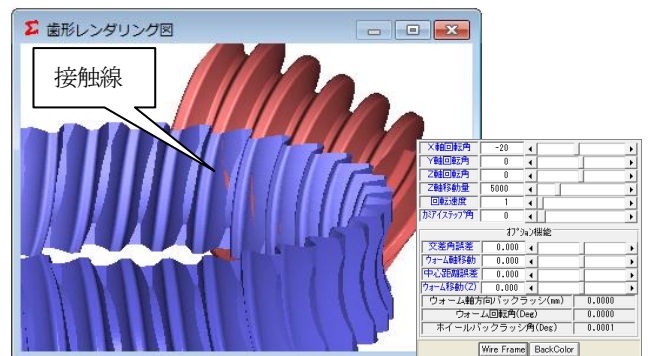 歯形レンダリング図
接触線
X軸回転角 -20
Y軸回転角 0
Z軸回転角 0
Z軸移動量 5000
回転速度 1
カミアイステップ角 0
オプション機能
交差角誤差 0.000
ウォーム軸移動 0.000
中心距離誤差 0.000
ウォーム移動(Z) 0.000
ウォーム軸方向バックラッシ(mm) 0.0000
ウォーム回転角(Deg) 0.0000
ホイールバックラッシ角(Deg) 0.0001
Wire Frame BackColor